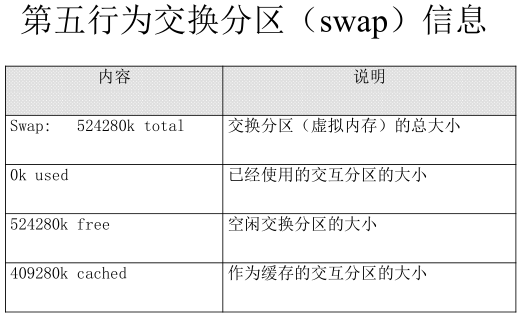 第五行为交换分区（swap）信息
内容 说明
Swap: 524280k total 交换分区（虚拟内存）的总大小
0k used 已经使用的交互分区的大小
524280k free 空闲交换分区的大小
409280k cached 作为缓存的交互分区的大小